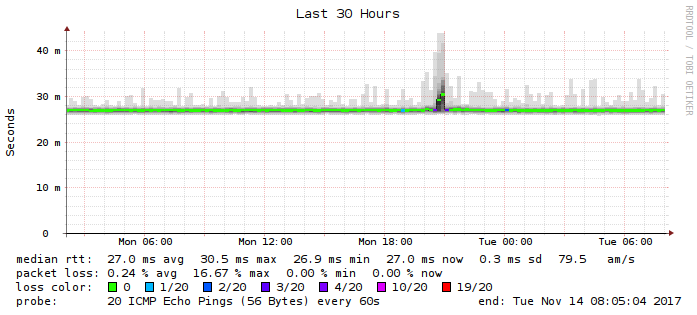 Last 30 Hours
RRDTOOL / TOBI OETIKER
Seconds
40 m
30 m
20 m
10 m
0
Mon 06:00 Mon 12:00 Mon 18:00 Tue 00:00 Tue 06:00
median rtt: 27.0 ms avg 30.5 ms max 26.9 ms min 27.0 ms now 0.3 ms sd 79.5 am/s
packet loss: 0.24 % avg 16.67 % max 0.00 % min 0.00 % now
loss color: 0 1/20 2/20 3/20 4/20 10/20 19/20
probe: 20 ICMP Echo Pings (56 Bytes) every 60s end: Tue Nov 14 08:05:04 2017